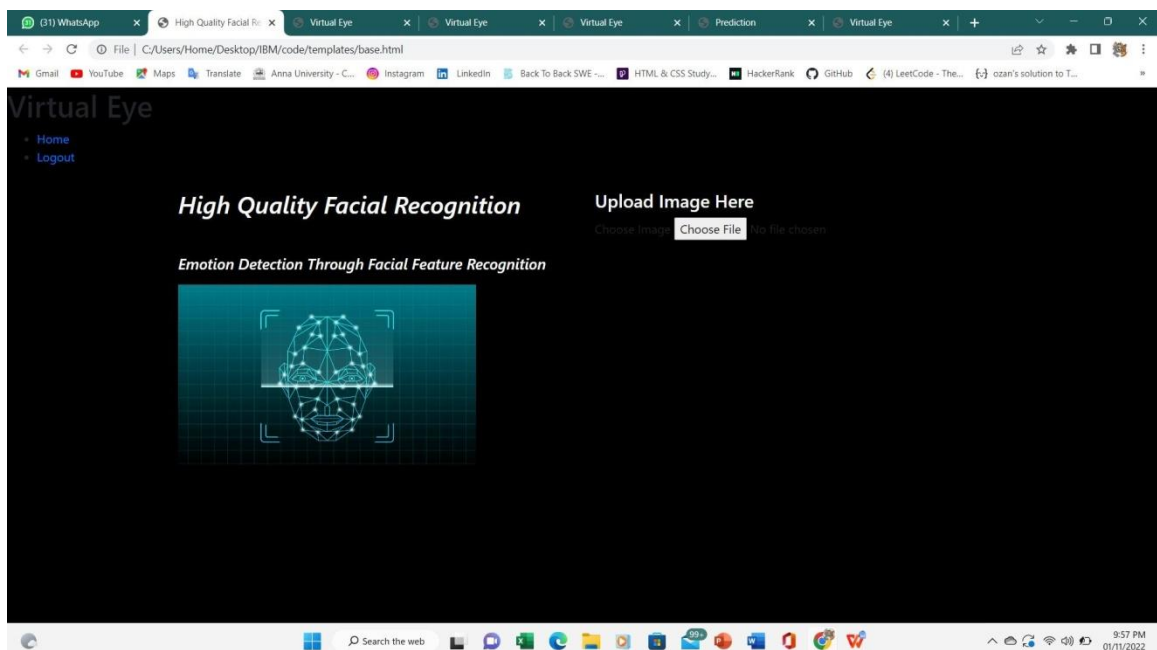 (31) WhatsApp
High Quality Facial Re
Virtual Eye
Virtual Eye
Virtual Eye
Prediction
Virtual Eye
File | C:/Users/Home/Desktop/IBM/code/templates/base.html
Gmail YouTube Maps Translate Anna University - C... Instagram LinkedIn Back To Back SWE -... HTML & CSS Study... HackerRank GitHub (4) LeetCode - The... {·.·} ozan's solution to T... »
Virtual Eye
Home
Logout
High Quality Facial Recognition
Upload Image Here
Choose Image Choose File No file chosen
Emotion Detection Through Facial Feature Recognition
Search the web
99+
9:57 PM
01/11/2022